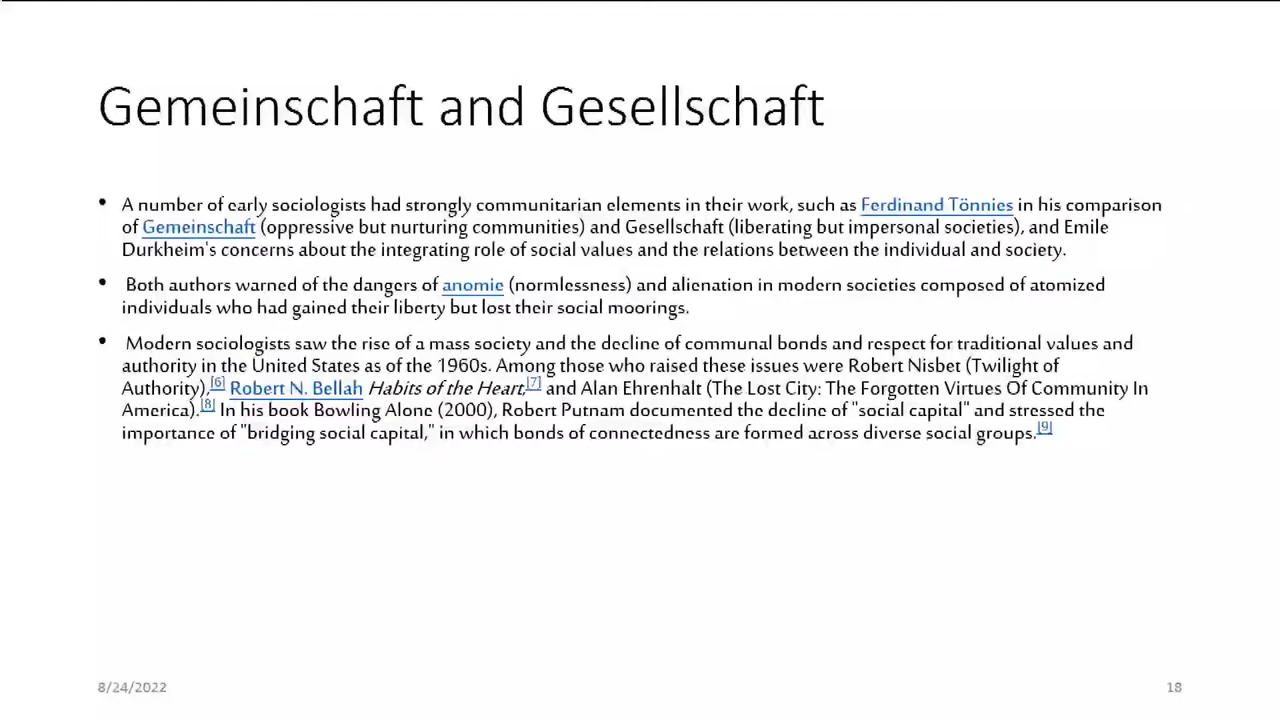 Gemeinschaft and Gesellschaft
• A number of early sociologists had strongly communitarian elements in their work, such as Ferdinand Tönnies in his comparison
of Gemeinschaft (oppressive but nurturing communities) and Gesellschaft (liberating but impersonal societies), and Emile
Durkheim's concerns about the integrating role of social values and the relations between the individual and society.
• Both authors warned of the dangers of anomie (normlessness) and alienation in modern societies composed of atomized
individuals who had gained their liberty but lost their social moorings.
• Modern sociologists saw the rise of a mass society and the decline of communal bonds and respect for traditional values and
authority in the United States as of the 1960s. Among those who raised these issues were Robert Nisbet (Twilight of
Authority),[6] Robert N. Bellah Habits of the Heart,[7] and Alan Ehrenhalt (The Lost City: The Forgotten Virtues Of Community In
America).[8] In his book Bowling Alone (2000), Robert Putnam documented the decline of "social capital" and stressed the
importance of "bridging social capital," in which bonds of connectedness are formed across diverse social groups.[9]
8/24/2022
18